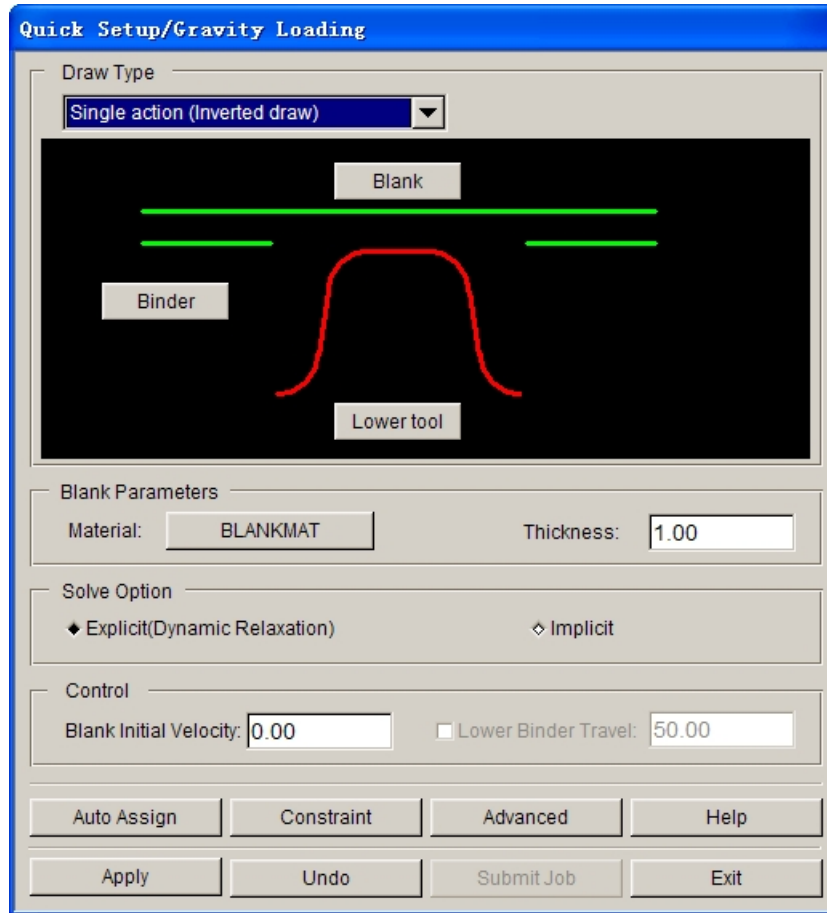 Quick Setup/Gravity Loading
Draw Type
Single action (Inverted draw)
Blank
Binder
Lower tool
Blank Parameters
Material: BLANKMAT Thickness: 1.00
Solve Option
Explicit(Dynamic Relaxation) Implicit
Control
Blank Initial Velocity: 0.00 Lower Binder Travel: 50.00
Auto Assign Constraint Advanced Help
Apply Undo Submit Job Exit